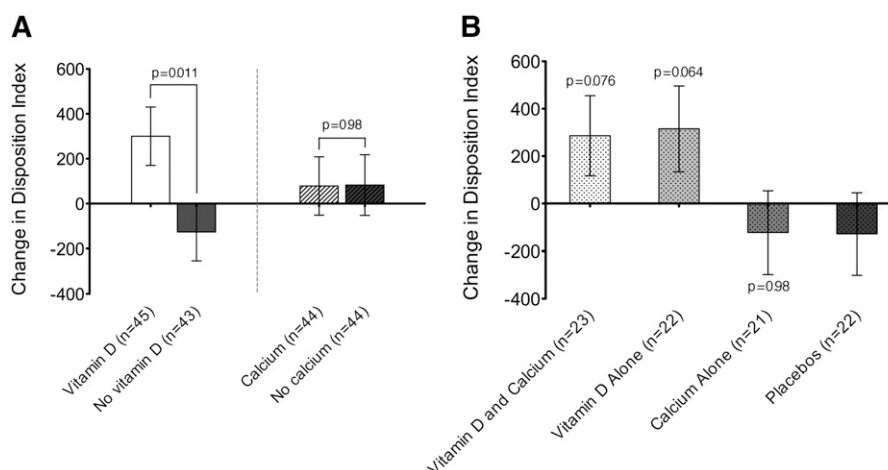 A
Change in Disposition Index
600
400
200
0
-200
-400
p=0.011
p=0.98
Vitamin D (n=45)
No vitamin D (n=43)
Calcium (n=44)
No calcium (n=44)
B
Change in Disposition Index
600
400
200
0
-200
-400
p=0.076
p=0.064
p=0.98
Vitamin D and Calcium (n=23)
Vitamin D Alone (n=22)
Calcium Alone (n=21)
Placebos (n=22)